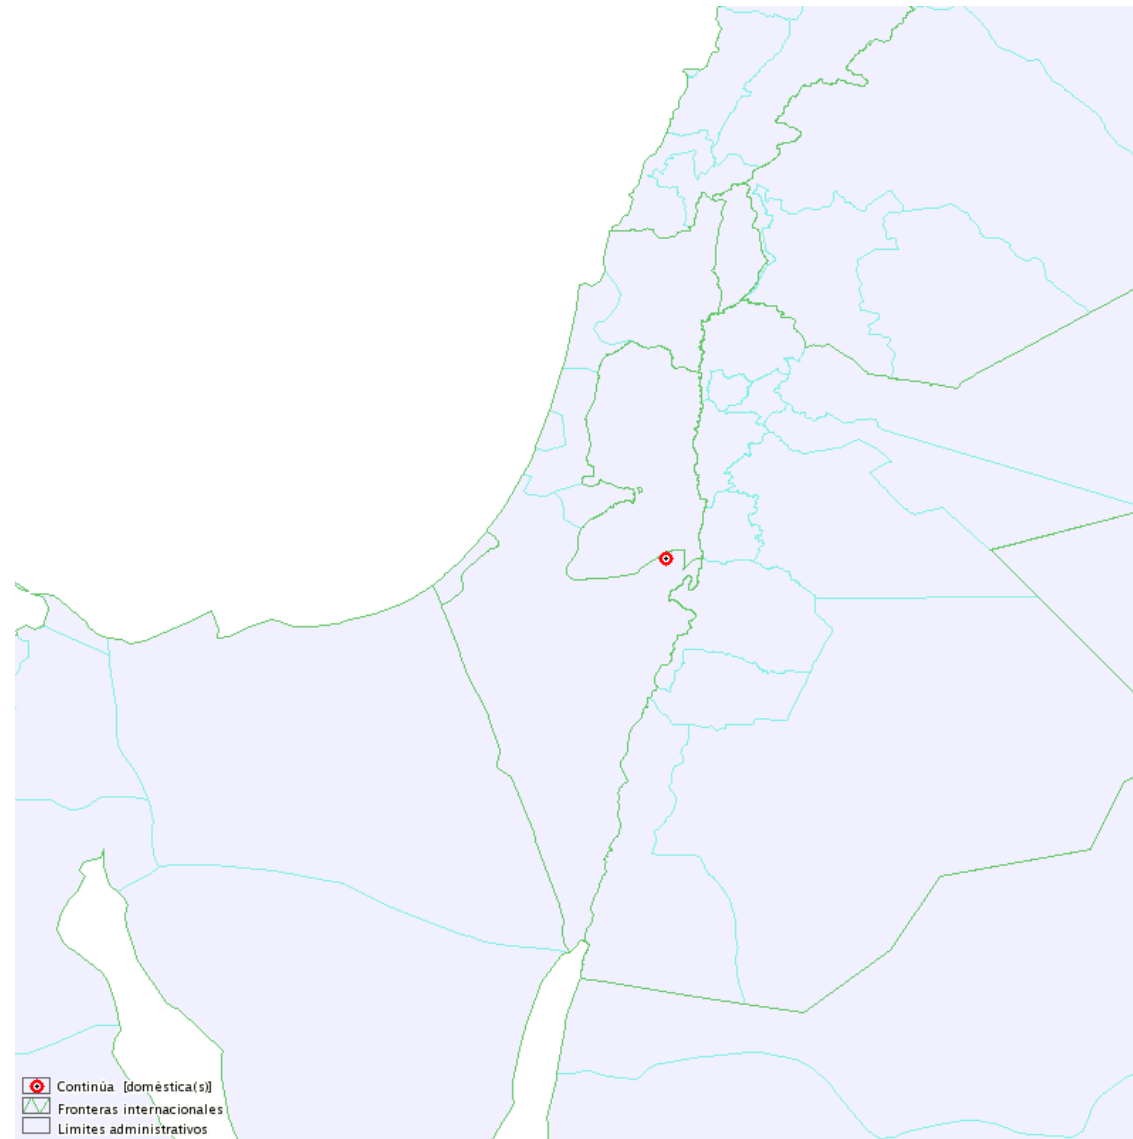 Continúa [doméstica(s)]
Fronteras internacionales
Límites administrativos